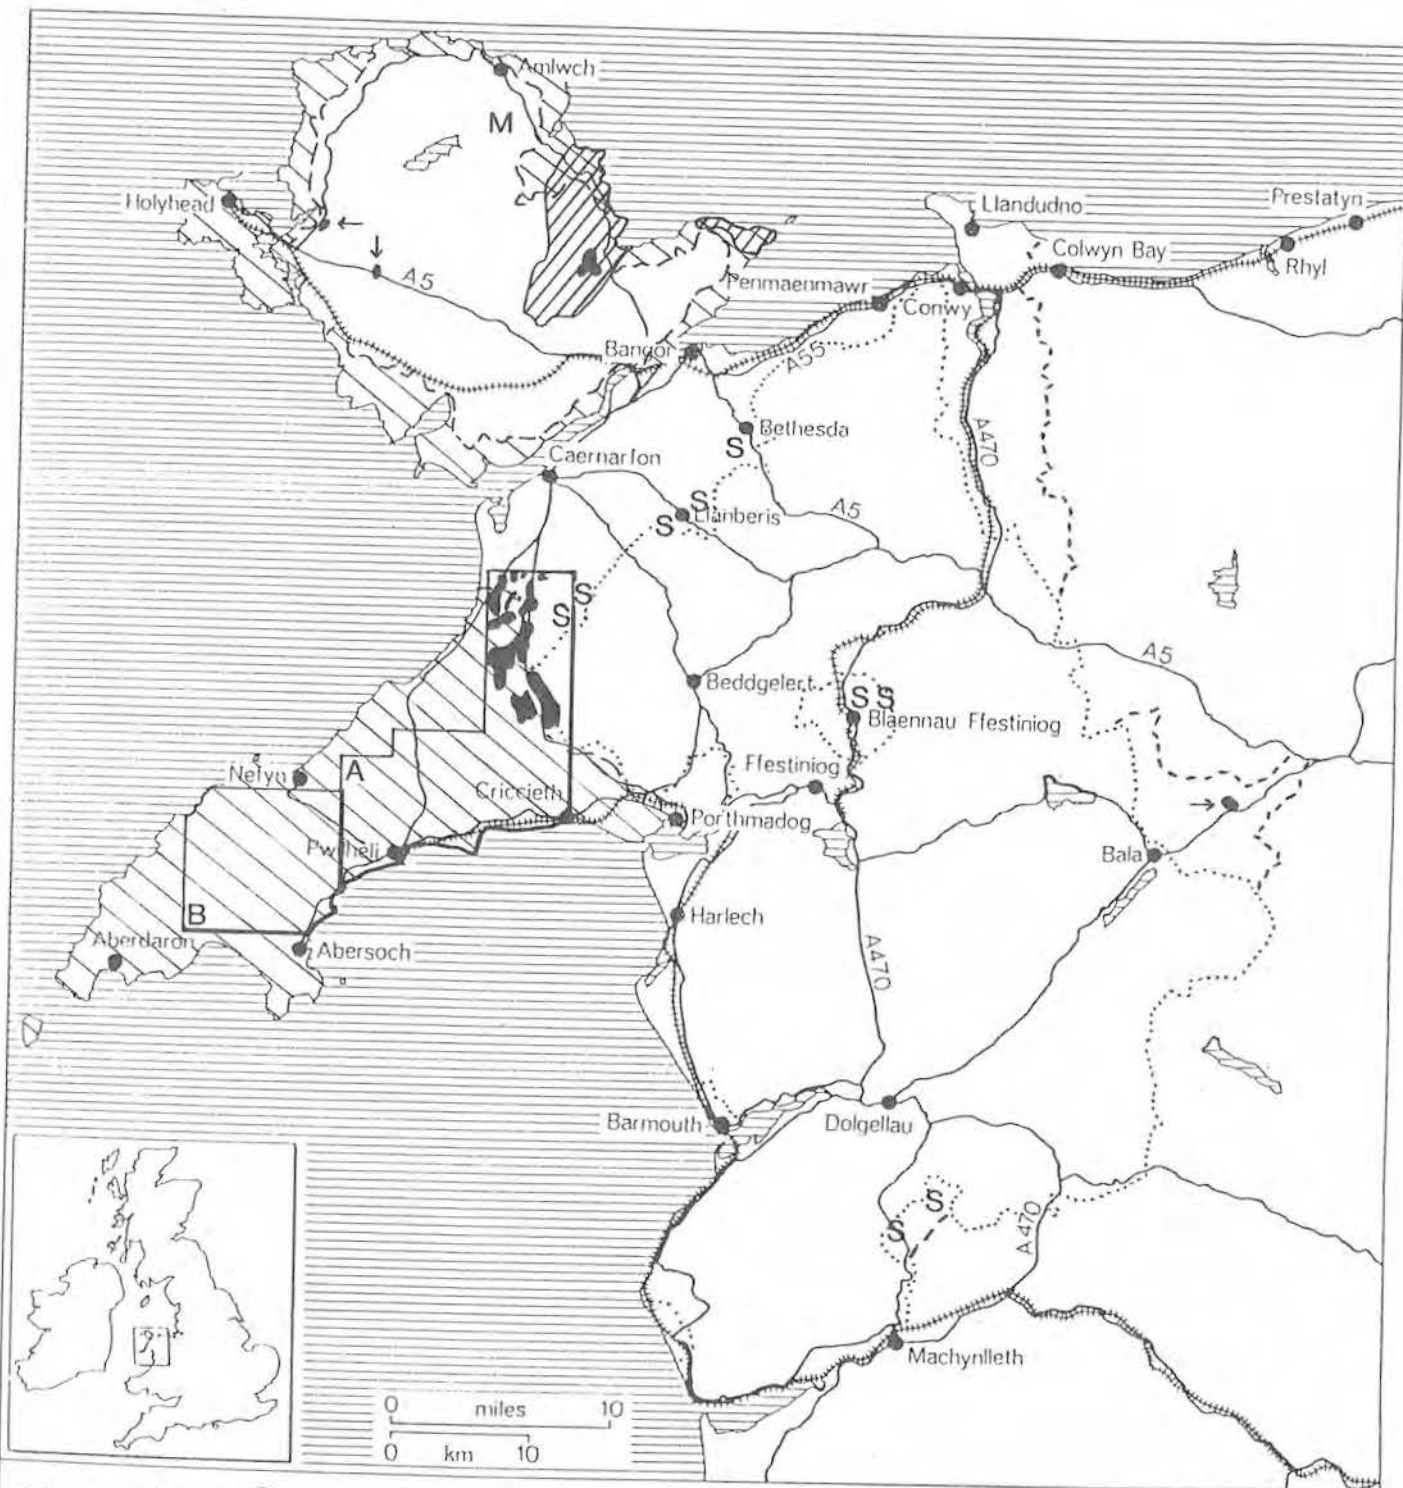 Amlwch
M
Holyhead
Llandudno
Prestatyn
Colwyn Bay
Rhyl
A5
Penmaenmawr
Conwy
Bangor
A55
Bethesda
S
A470
Caernarfon
S
Llanberis
S
A5
S
S
A5
Beddgelert
S S
Blaennau Ffestiniog
Nefyn
A
Ffestiniog
Criccieth
Porthmadog
Pwllheli
Bala
B
Harlech
Aberdaron
Abersoch
A470
Barmouth
Dolgellau
S
S
A470
Machynlleth
0 miles 10
0 km 10